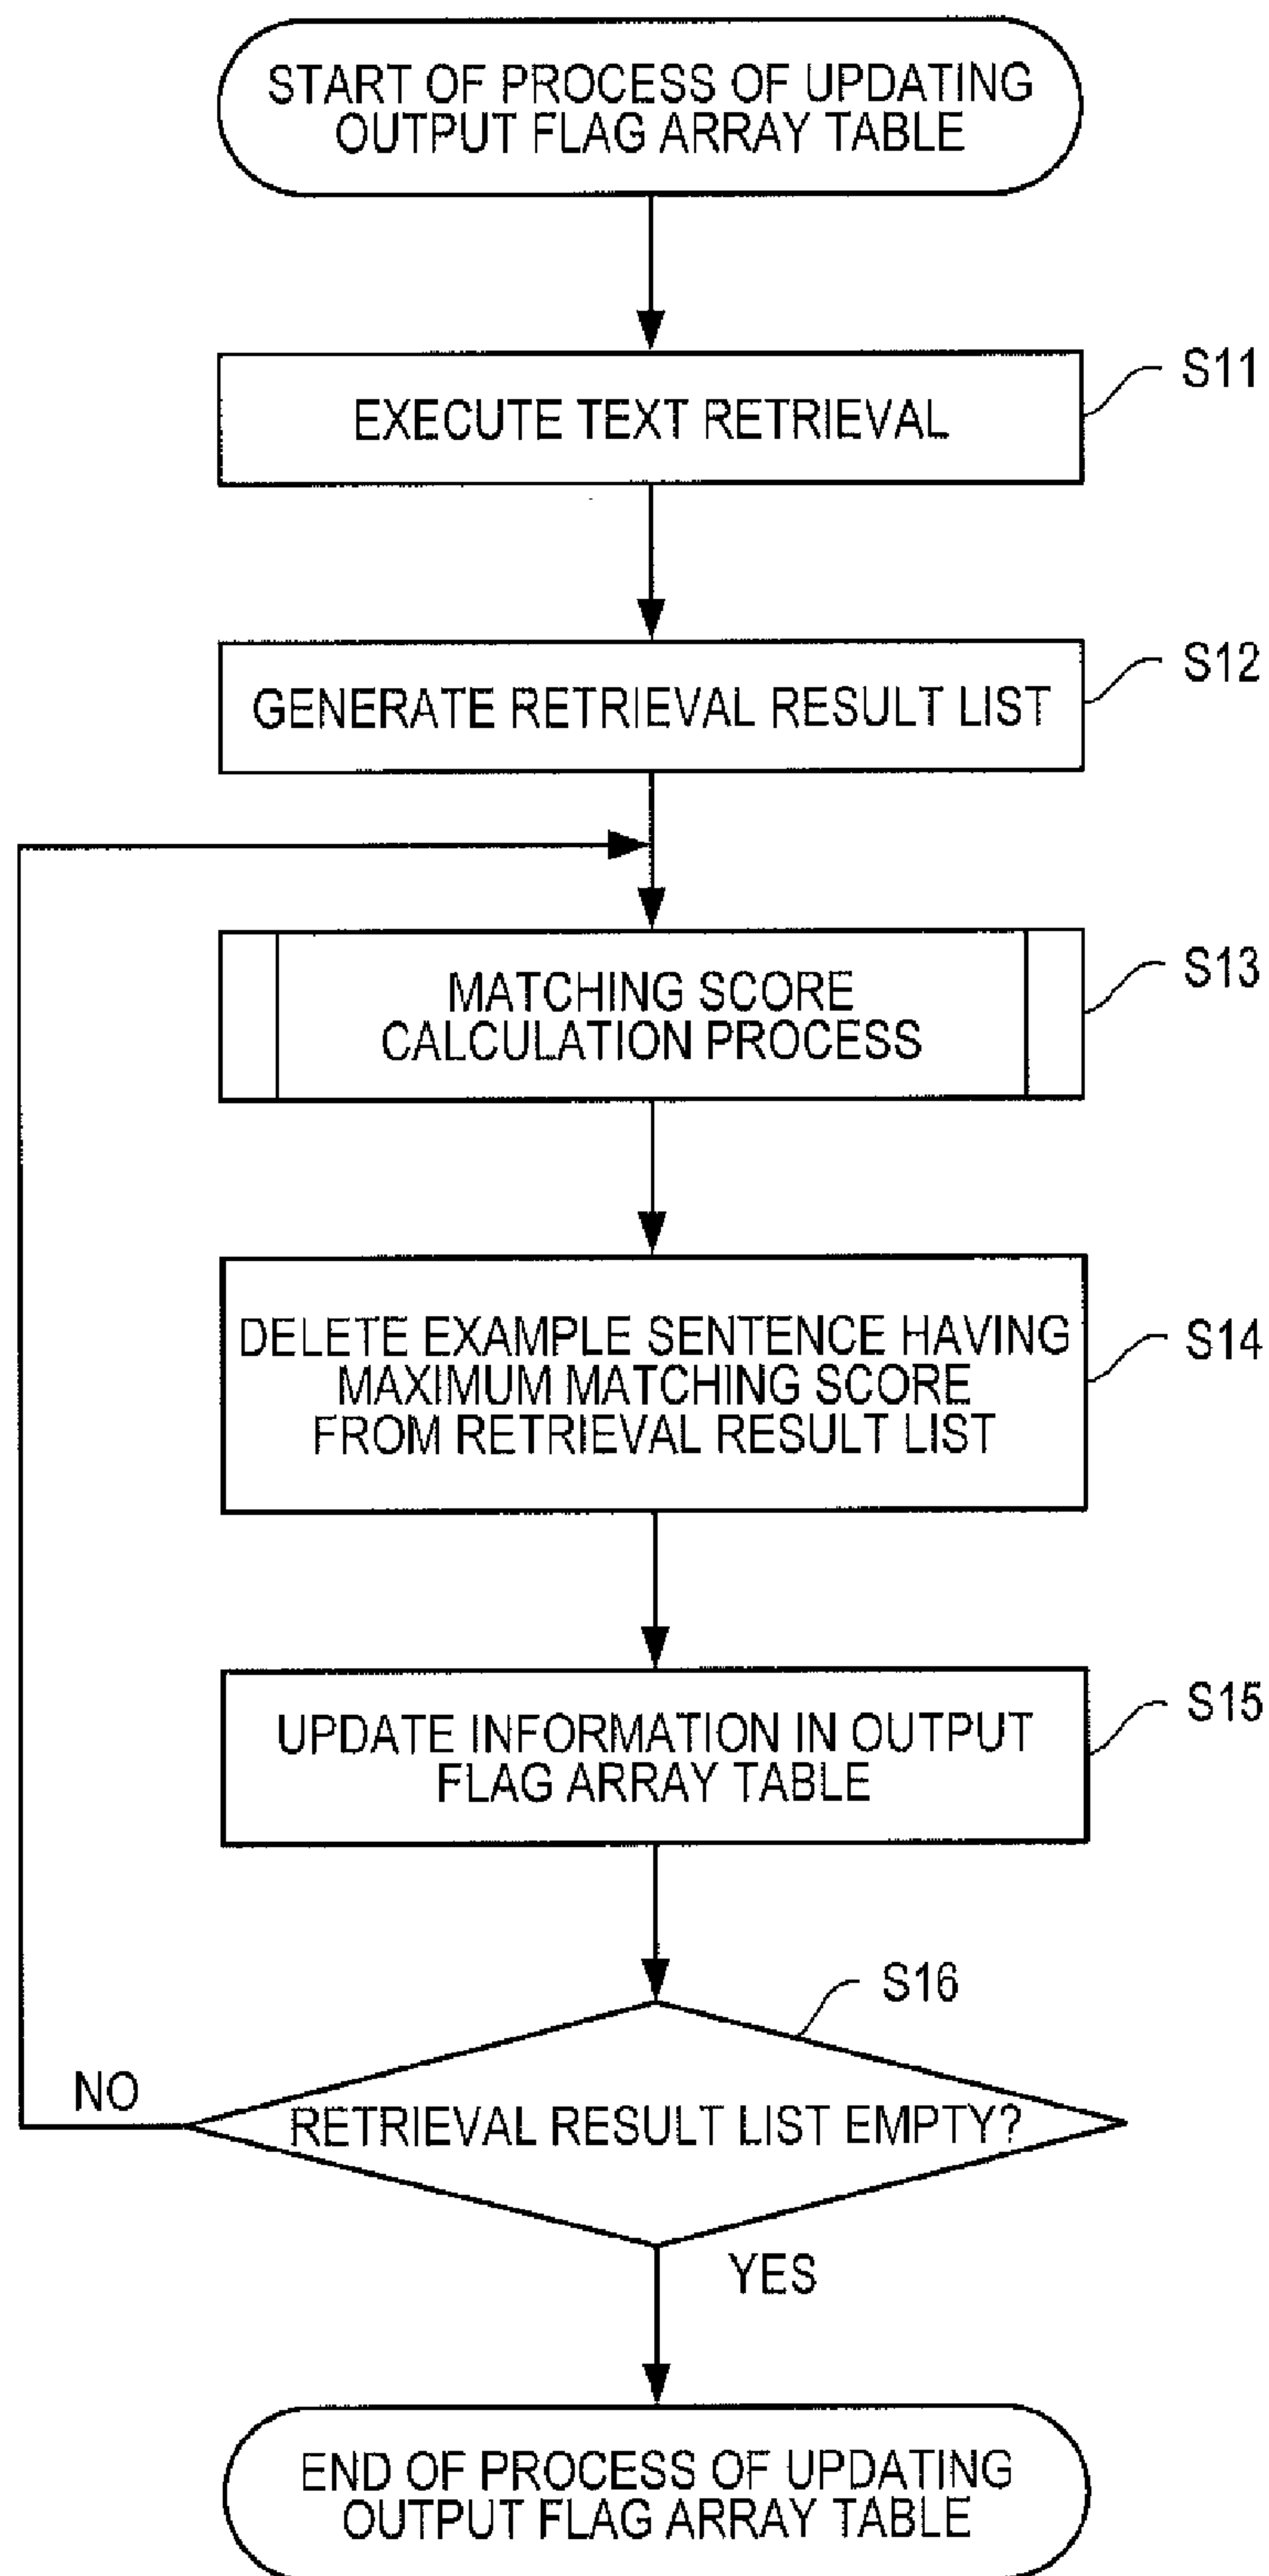 START OF PROCESS OF UPDATING
OUTPUT FLAG ARRAY TABLE
S11
EXECUTE TEXT RETRIEVAL
S12
GENERATE RETRIEVAL RESULT LIST
S13
MATCHING SCORE
CALCULATION PROCESS
S14
DELETE EXAMPLE SENTENCE HAVING
MAXIMUM MATCHING SCORE
FROM RETRIEVAL RESULT LIST
S15
UPDATE INFORMATION IN OUTPUT
FLAG ARRAY TABLE
S16
NO
RETRIEVAL RESULT LIST EMPTY?
YES
END OF PROCESS OF UPDATING
OUTPUT FLAG ARRAY TABLE